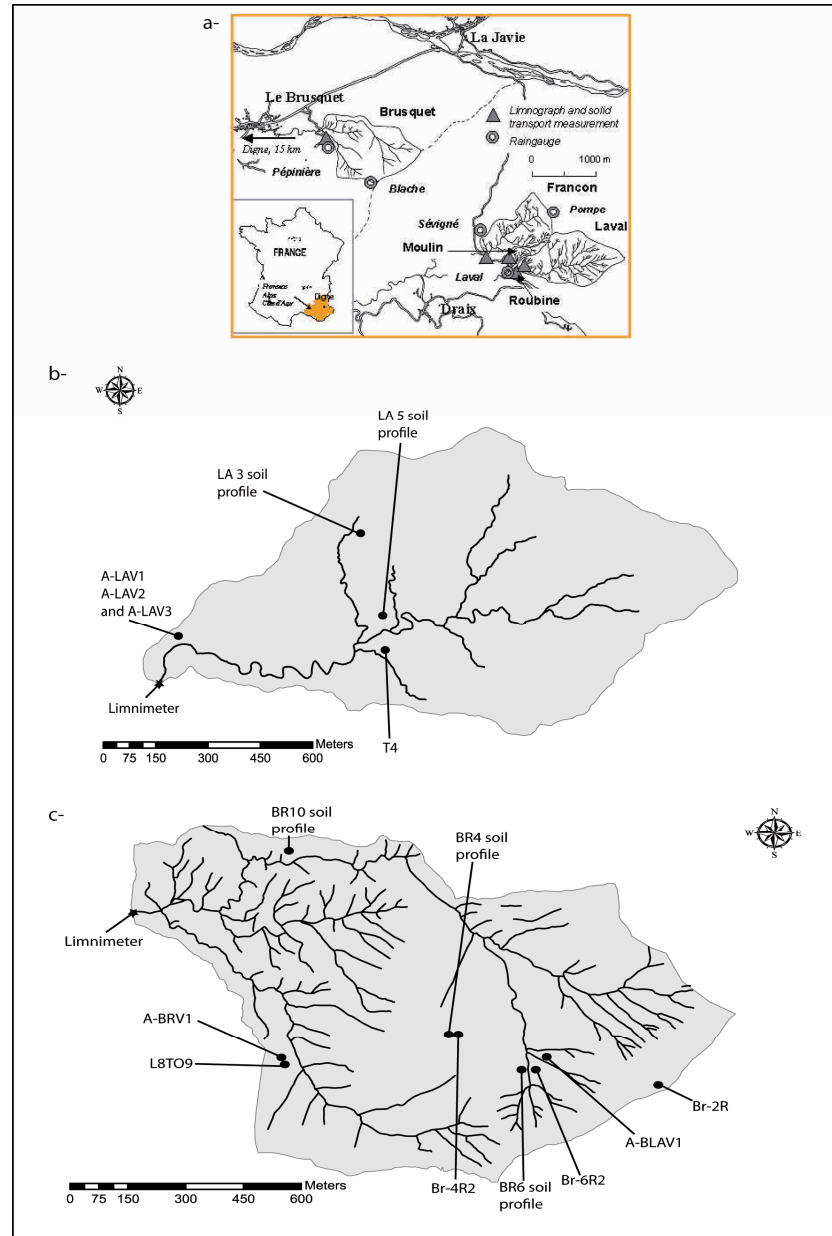 a-
La Javie
Le Brusquet
Brusquet
Limnograph and solid
transport measurement
Raingauge
Digne, 15 km
0 1000 m
Pépinière
Francon
Blache
Pompe
Sévigné
Laval
Moulin
FRANCE
Laval
Roubine
Provence
Alpes
Draix
b-
N
W E
S
LA 5 soil
profile
LA 3 soil
profile
A-LAV1
A-LAV2
and A-LAV3
Limnimeter
T4
Meters
0 75 150 300 450 600
c-
BR10 soil
profile
N
W E
S
BR4 soil
profile
Limnimeter
A-BRV1
L8TO9
Br-2R
A-BLAV1
Br-6R2
Br-4R2
BR6 soil
profile
Meters
0 75 150 300 450 600